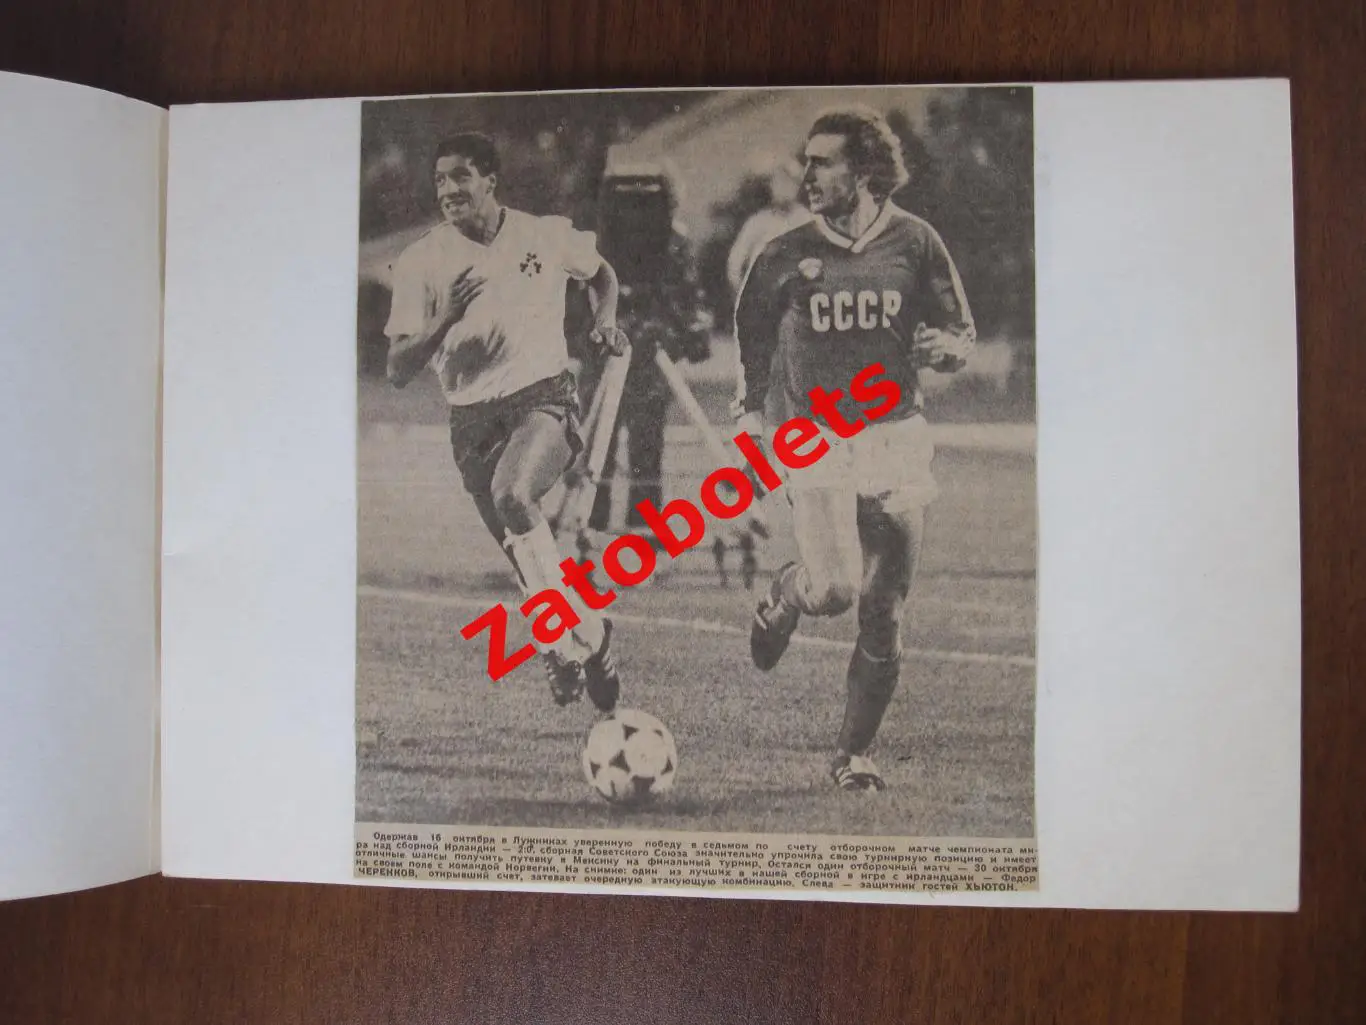 СССР
Zatobolets
Одержав 16 октября в Лужниках уверенную победу в седьмом по счету отборочном матче чемпионата ми-
ра над сборной Ирландии — 2:0, сборная Советского Союза значительно упрочила свою турнирную позицию и имеет
отличные шансы получить путевку в Мексику на финальный турнир. Остался один отборочный матч — 30 октября
на своем поле с командой Норвегии. На снимке: один из лучших в нашей сборной в игре с ирландцами — Федор
ЧЕРЕНКОВ, открывший счет, затевает очередную атакующую комбинацию. Слева — защитник гостей ХЬЮТОН.